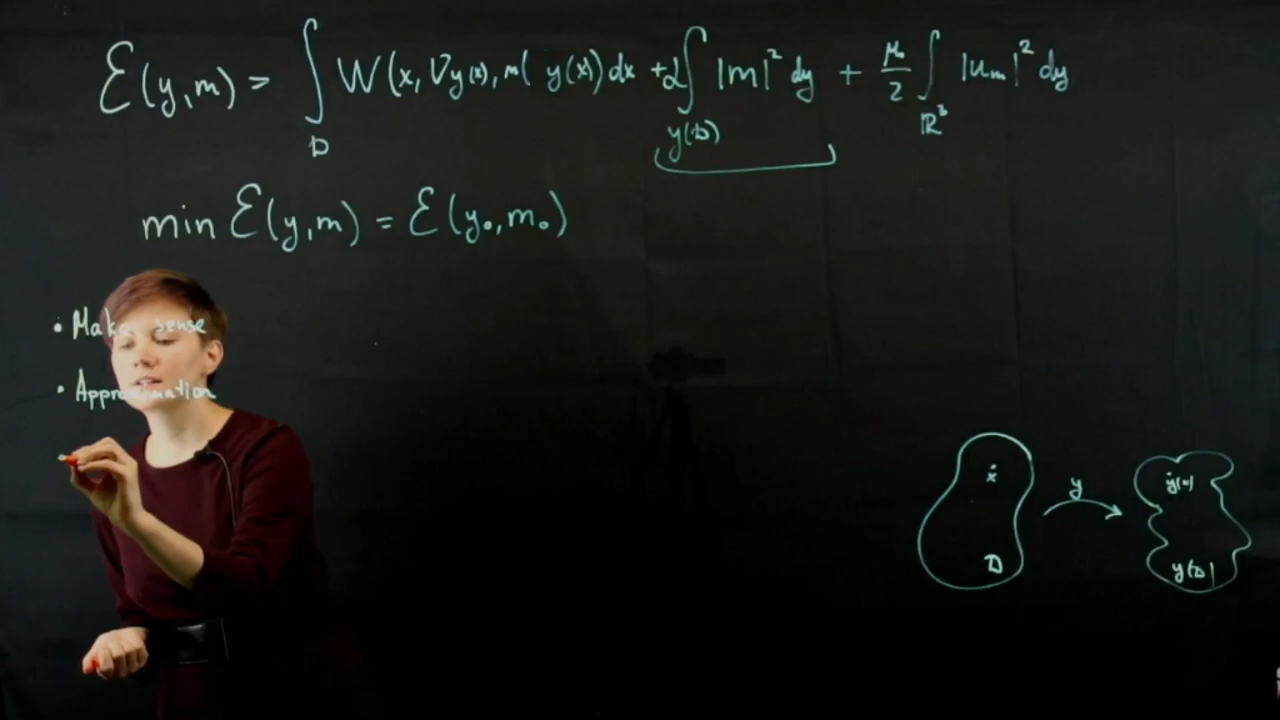 ℰ(y,m) = ∫_D W(x, ∇y(x), m( y(x)) dx + α ∫_{y(D)} |m|² dy + μ₀/2 ∫_{ℝ³} |u_m|² dy
min ℰ(y,m) = ℰ(y₀,m₀)
• Make sense
• Approximation
x
y
y(x)
D
y(D)